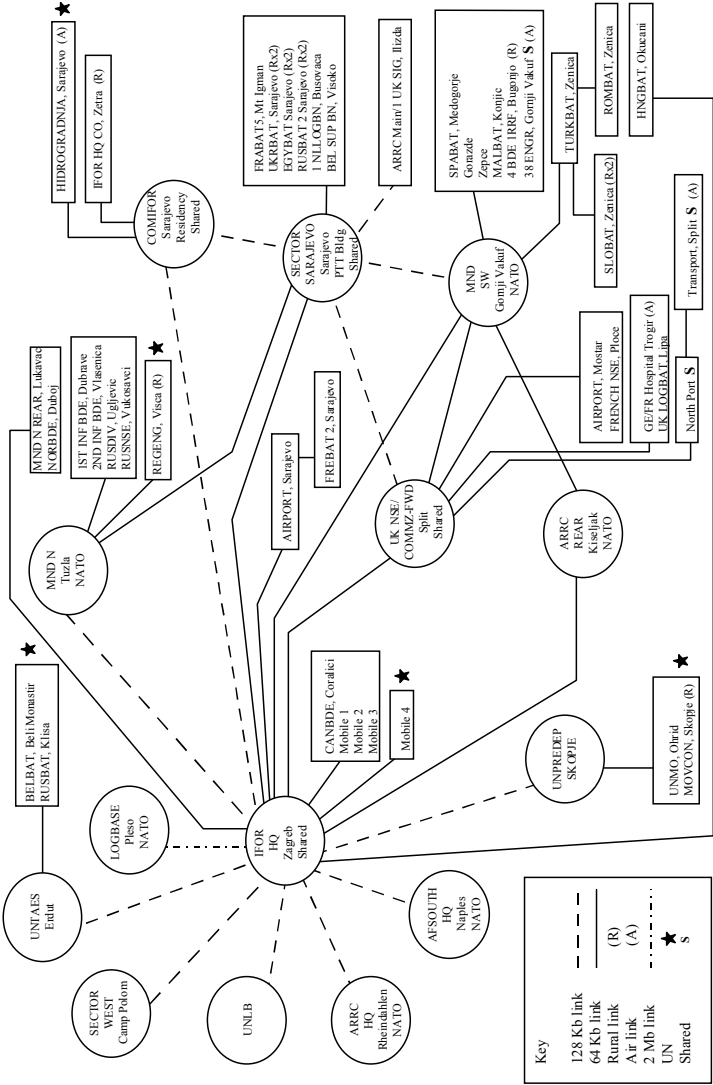 HIDROGRADNJA, Sarajevo (A)
IFOR HQ CO, Zetra (R)
COMIFOR
Sarajevo
Residency
Shared
FRABAT5, Mt Igman
UKRBAT, Sarajevo (Rx2)
EGYBAT Sarajevo (Rx2)
RUSBAT 2 Sarajevo (Rx2)
1 NLLOGBN, Busovaca
BEL SUP BN, Visoko
SECTOR
SARAJEVO
Sarajevo
PTT Bldg
Shared
ARRC Main/1 UK SIG, Ilizda
SPABAT, Medogorje
Gorazde
Zepce
MALBAT, Konjic
4 BDE 1RRF, Bugonjo (R)
38 ENGR, Gornji Vakuf S (A)
MND
SW
Gornji Vakuf
NATO
TURKBAT, Zenica
ROMBAT, Zenica
SLOBAT, Zenica (Rx2)
HNGBAT, Okucani
MND N REAR, Lukavac
NORBDE, Duboj
1ST INF BDE, Dubrave
2ND INF BDE, Vlasenica
RUSDIV, Ugljevic
RUSNSE, Vukosavci
REGENG, Visca (R)
MND N
Tuzla
NATO
AIRPORT, Sarajevo
FREBAT 2, Sarajevo
UK NSE/
COMMZ-FWD
Split
Shared
AIRPORT, Mostar
FRENCH NSE, Ploce
GE/FR Hospital Trogir (A)
UK LOGBAT, Lipa
North Port S
Transport, Split S (A)
ARRC
REAR
Kiseljak
NATO
BELBAT, Beli Monastir
RUSBAT, Klisa
UNTAES
Erdut
LOGBASE
Pleso
NATO
IFOR
HQ
Zagreb
Shared
CANBDE, Coralici
Mobile 1
Mobile 2
Mobile 3
Mobile 4
UNPREDEP
SKOPJE
UNMO, Ohrid
MOVCON, Skopje (R)
SECTOR
WEST
Camp Polom
UNLB
ARRC
HQ
Rheindahlen
NATO
AFSOUTH
HQ
Naples
NATO
Key
128 Kb link
64 Kb link
Rural link (R)
Air link (A)
2 Mb link
UN
Shared s